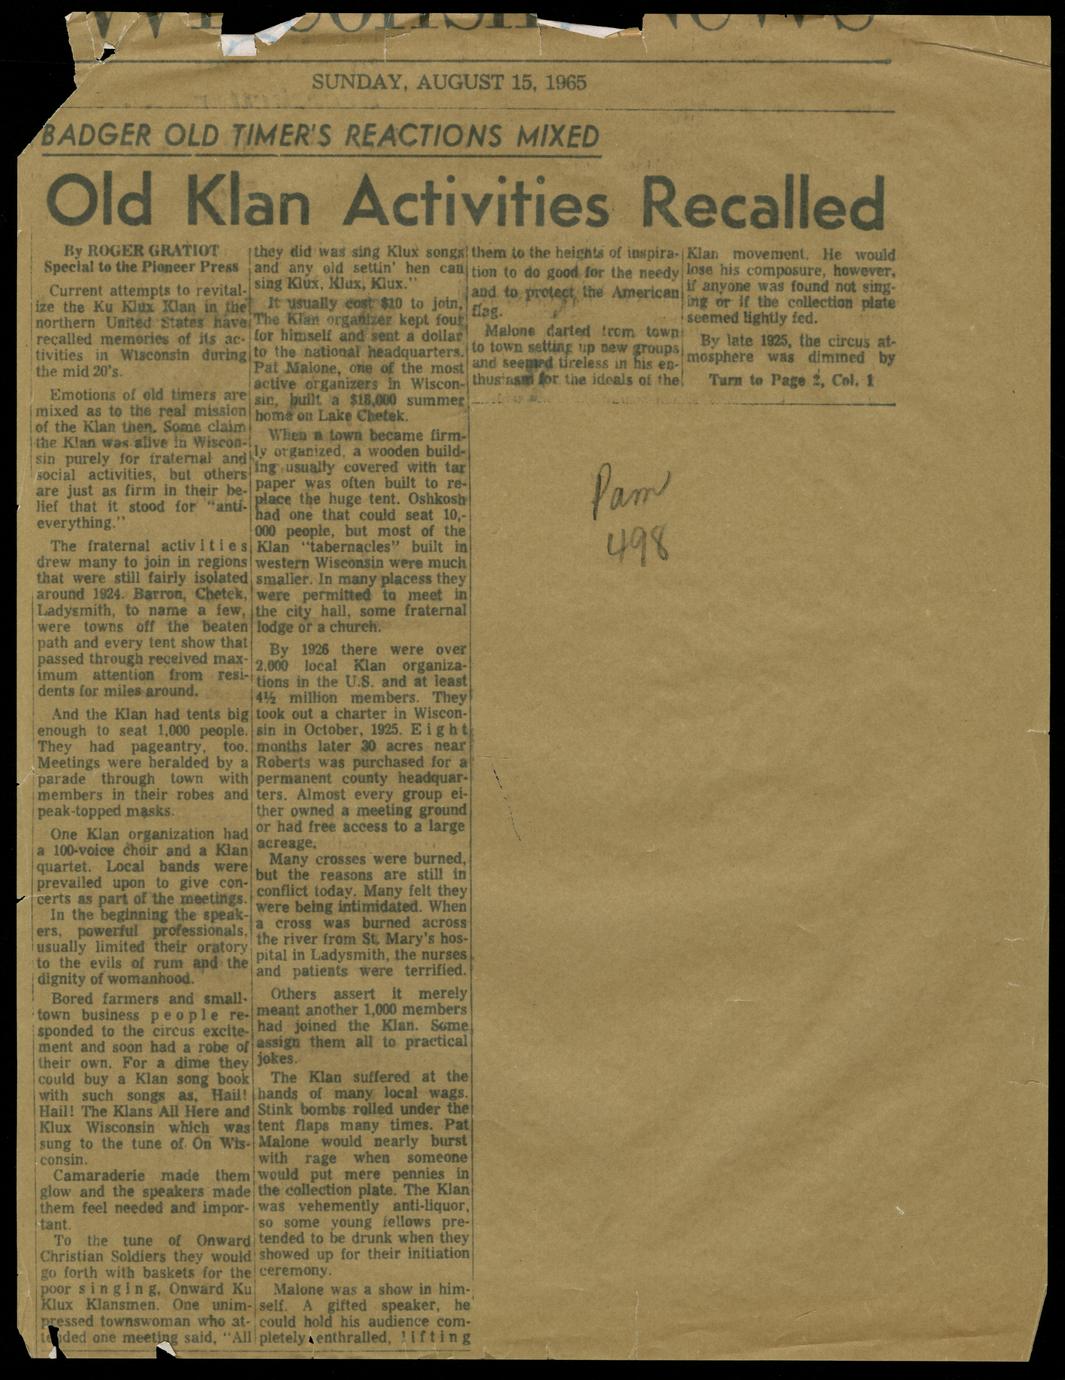 NEWS
SUNDAY, AUGUST 15, 1965
BADGER OLD TIMER'S REACTIONS MIXED
Old Klan Activities Recalled
By ROGER GRATIOT
Special to the Pioneer Press
Current attempts to revital-
ize the Ku Klux Klan in the
northern United States have
recalled memories of its ac-
tivities in Wisconsin during
the mid 20's.
Emotions of old timers are
mixed as to the real mission
of the Klan then. Some claim
the Klan was alive in Wiscon-
sin purely for fraternal and
social activities, but others
are just as firm in their be-
lief that it stood for "anti-
everything."
The fraternal activities
drew many to join in regions
that were still fairly isolated
around 1924. Barron, Chetek,
Ladysmith, to name a few,
were towns off the beaten
path and every tent show that
passed through received max-
imum attention from resi-
dents for miles around.
And the Klan had tents big
enough to seat 1,000 people.
They had pageantry, too.
Meetings were heralded by a
parade through town with
members in their robes and
peak-topped masks.
One Klan organization had
a 100-voice choir and a Klan
quartet. Local bands were
prevailed upon to give con-
certs as part of the meetings.
In the beginning the speak-
ers, powerful professionals,
usually limited their oratory
to the evils of rum and the
dignity of womanhood.
Bored farmers and small-
town business people re-
sponded to the circus excite-
ment and soon had a robe of
their own. For a dime they
could buy a Klan song book
with such songs as, Hail!
Hail! The Klans All Here and
Klux Wisconsin which was
sung to the tune of On Wis-
consin.
Camaraderie made them
glow and the speakers made
them feel needed and impor-
tant.
To the tune of Onward
Christian Soldiers they would
go forth with baskets for the
poor singing, Onward Ku
Klux Klansmen. One unim-
pressed townswoman who at-
tended one meeting said, "All
they did was sing Klux songs
and any old settin' hen can
sing Klux, Klux, Klux."
It usually cost $10 to join.
The Klan organizer kept four
for himself and sent a dollar
to the national headquarters.
Pat Malone, one of the most
active organizers in Wiscon-
sin, built a $18,000 summer
home on Lake Chetek.
When a town became firm-
ly organized, a wooden build-
ing usually covered with tar
paper was often built to re-
place the huge tent. Oshkosh
had one that could seat 10,-
000 people, but most of the
Klan "tabernacles" built in
western Wisconsin were much
smaller. In many placess they
were permitted to meet in
the city hall, some fraternal
lodge or a church.
By 1926 there were over
2,000 local Klan organiza-
tions in the U.S. and at least
4½ million members. They
took out a charter in Wiscon-
sin in October, 1925. Eight
months later 30 acres near
Roberts was purchased for a
permanent county headquar-
ters. Almost every group ei-
ther owned a meeting ground
or had free access to a large
acreage.
Many crosses were burned,
but the reasons are still in
conflict today. Many felt they
were being intimidated. When
a cross was burned across
the river from St. Mary's hos-
pital in Ladysmith, the nurses
and patients were terrified.
Others assert it merely
meant another 1,000 members
had joined the Klan. Some
assign them all to practical
jokes.
The Klan suffered at the
hands of many local wags.
Stink bombs rolled under the
tent flaps many times. Pat
Malone would nearly burst
with rage when someone
would put mere pennies in
the collection plate. The Klan
was vehemently anti-liquor,
so some young fellows pre-
tended to be drunk when they
showed up for their initiation
ceremony.
Malone was a show in him-
self. A gifted speaker, he
could hold his audience com-
pletely enthralled, lifting
them to the heights of inspira-
tion to do good for the needy
and to protect the American
flag.
Malone darted from town
to town setting up new groups
and seemed tireless in his en-
thusiasm for the ideals of the
Klan movement. He would
lose his composure, however,
if anyone was found not sing-
ing or if the collection plate
seemed lightly fed.
By late 1925, the circus at-
mosphere was dimmed by
Turn to Page 2, Col. 1
Pam
498